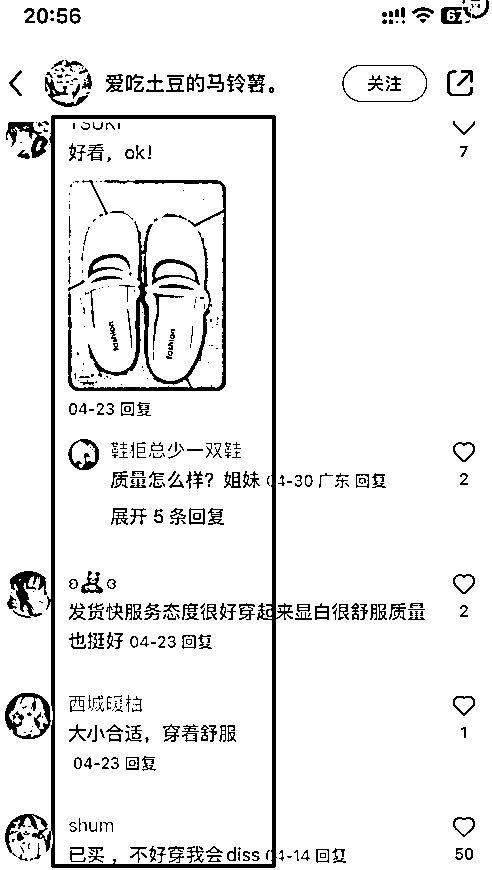 20:56
67
爱吃土豆的马铃薯。
关注
TSUKI
好看，ok!
7
fashion
fashion
04-23 回复
鞋柜总少一双鞋
质量怎么样？姐妹 04-30 广东 回复
2
展开 5 条回复
发货快服务态度很好穿起来显白很舒服质量
也挺好 04-23 回复
2
西城暖柚
大小合适，穿着舒服
1
04-23 回复
shum
已买，不好穿我会diss 04-14 回复
50